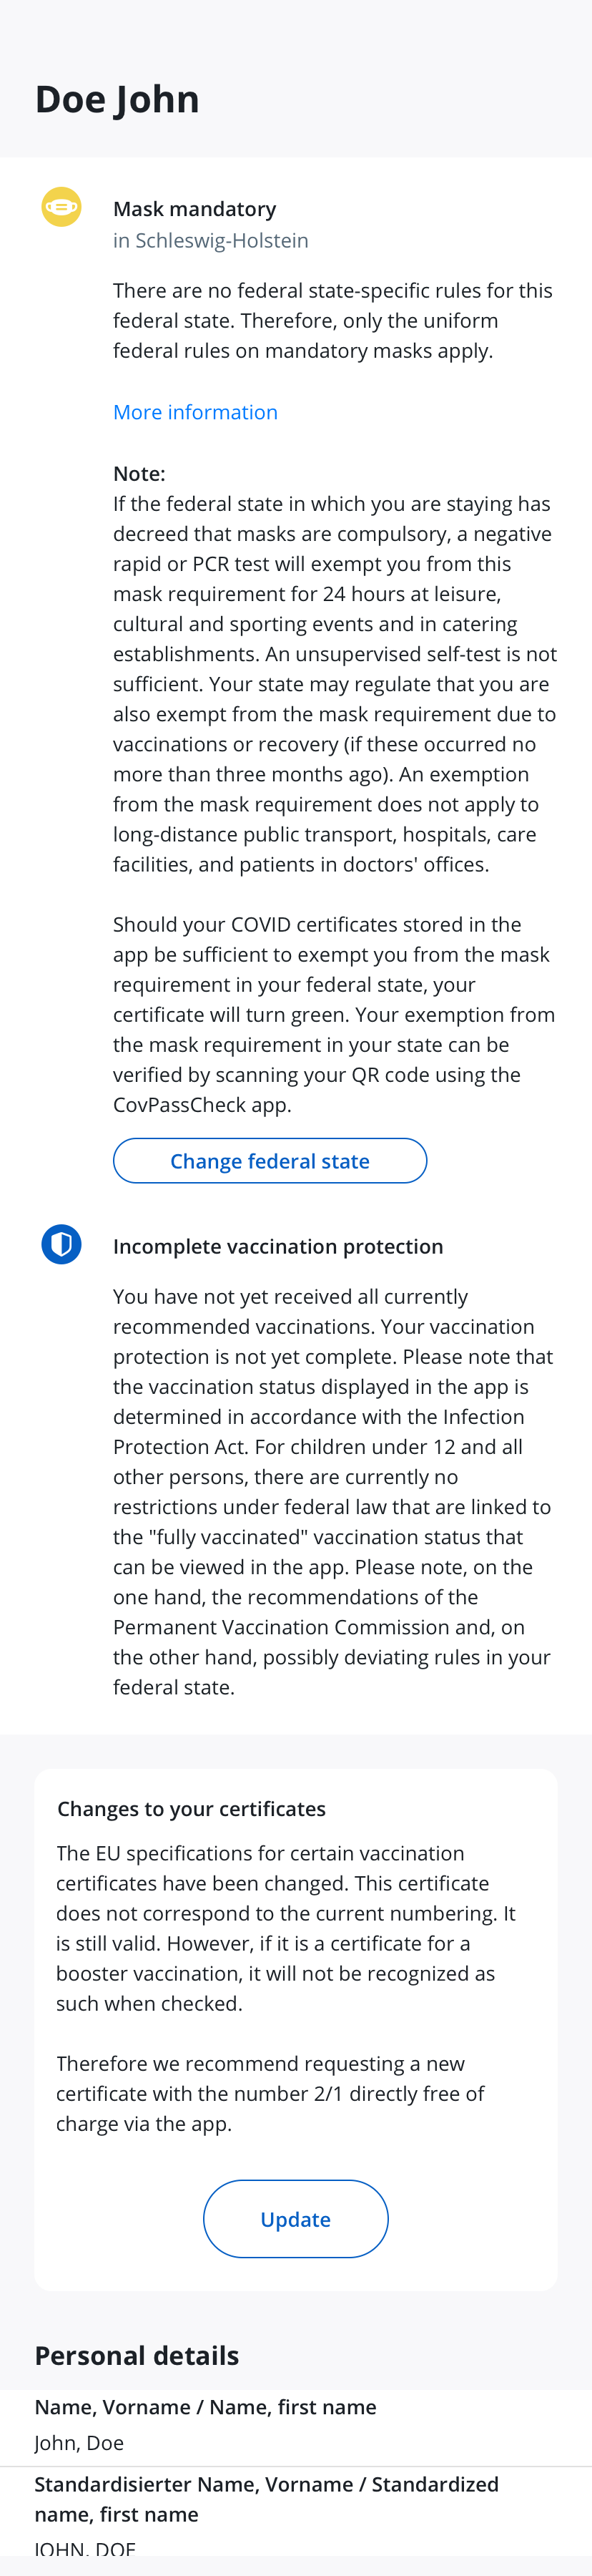 Doe John
Mask mandatory
in Schleswig-Holstein
There are no federal state-specific rules for this
federal state. Therefore, only the uniform
federal rules on mandatory masks apply.
More information
Note:
If the federal state in which you are staying has
decreed that masks are compulsory, a negative
rapid or PCR test will exempt you from this
mask requirement for 24 hours at leisure,
cultural and sporting events and in catering
establishments. An unsupervised self-test is not
sufficient. Your state may regulate that you are
also exempt from the mask requirement due to
vaccinations or recovery (if these occurred no
more than three months ago). An exemption
from the mask requirement does not apply to
long-distance public transport, hospitals, care
facilities, and patients in doctors' offices.
Should your COVID certificates stored in the
app be sufficient to exempt you from the mask
requirement in your federal state, your
certificate will turn green. Your exemption from
the mask requirement in your state can be
verified by scanning your QR code using the
CovPassCheck app.
Change federal state
Incomplete vaccination protection
You have not yet received all currently
recommended vaccinations. Your vaccination
protection is not yet complete. Please note that
the vaccination status displayed in the app is
determined in accordance with the Infection
Protection Act. For children under 12 and all
other persons, there are currently no
restrictions under federal law that are linked to
the "fully vaccinated" vaccination status that
can be viewed in the app. Please note, on the
one hand, the recommendations of the
Permanent Vaccination Commission and, on
the other hand, possibly deviating rules in your
federal state.
Changes to your certificates
The EU specifications for certain vaccination
certificates have been changed. This certificate
does not correspond to the current numbering. It
is still valid. However, if it is a certificate for a
booster vaccination, it will not be recognized as
such when checked.
Therefore we recommend requesting a new
certificate with the number 2/1 directly free of
charge via the app.
Update
Personal details
Name, Vorname / Name, first name
John, Doe
Standardisierter Name, Vorname / Standardized
name, first name
JOHN, DOE